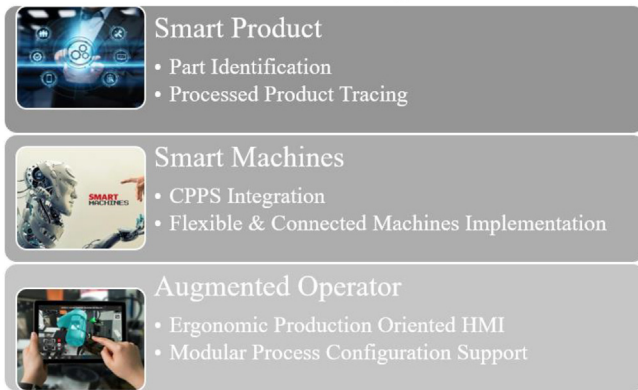 Smart Product
• Part Identification
• Processed Product Tracing
Smart Machines
SMART
MACHINES
• CPPS Integration
• Flexible & Connected Machines Implementation
Augmented Operator
• Ergonomic Production Oriented HMI
• Modular Process Configuration Support